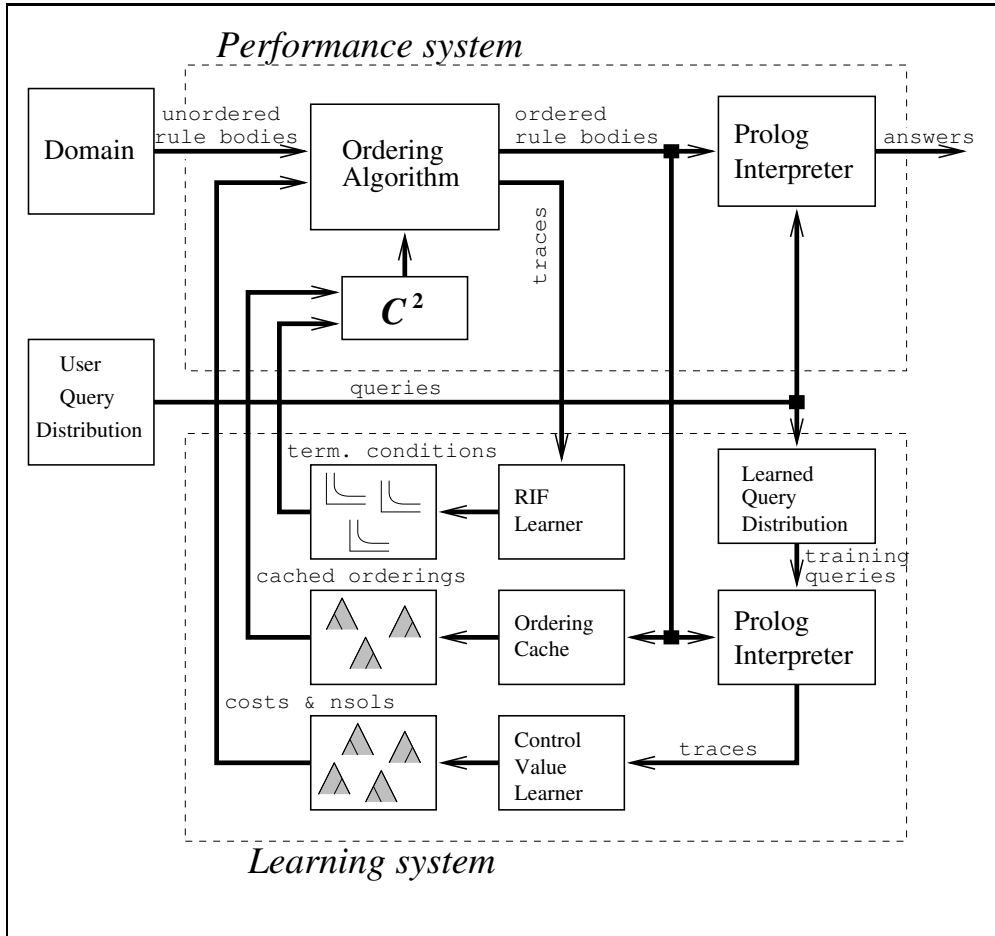 Performance system
unordered
rule bodies
Domain
Ordering
Algorithm
ordered
rule bodies
Prolog
Interpreter
answers
traces
C 2
User
Query
Distribution
queries
term. conditions
RIF
Learner
Learned
Query
Distribution
training
queries
cached orderings
Ordering
Cache
Prolog
Interpreter
costs & nsols
Control
Value
Learner
traces
Learning system